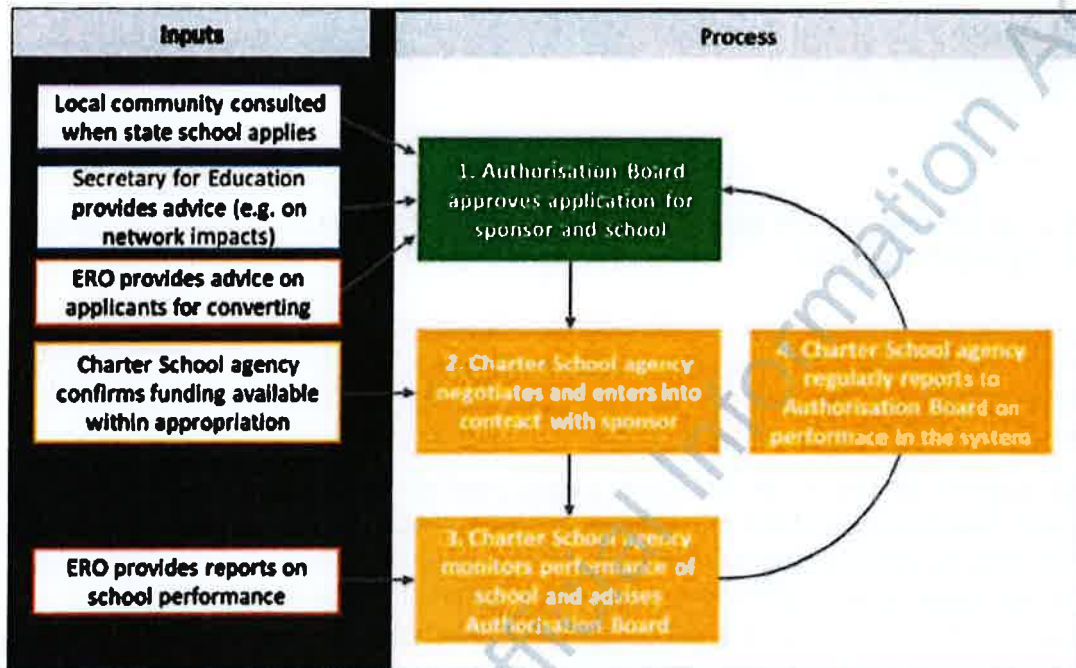 Inputs
Process
Local community consulted
when state school applies
Secretary for Education
provides advice (e.g. on
network impacts)
ERO provides advice on
applicants for converting
Charter School agency
confirms funding available
within appropriation
ERO provides reports on
school performance
1. Authorisation Board
approves application for
sponsor and school
2. Charter School agency
negotiates and enters into
contract with sponsor
3. Charter School agency
monitors performance of
school and advises
Authorisation Board
4. Charter School agency
regularly reports to
Authorisation Board on
performace in the system
Official Information A